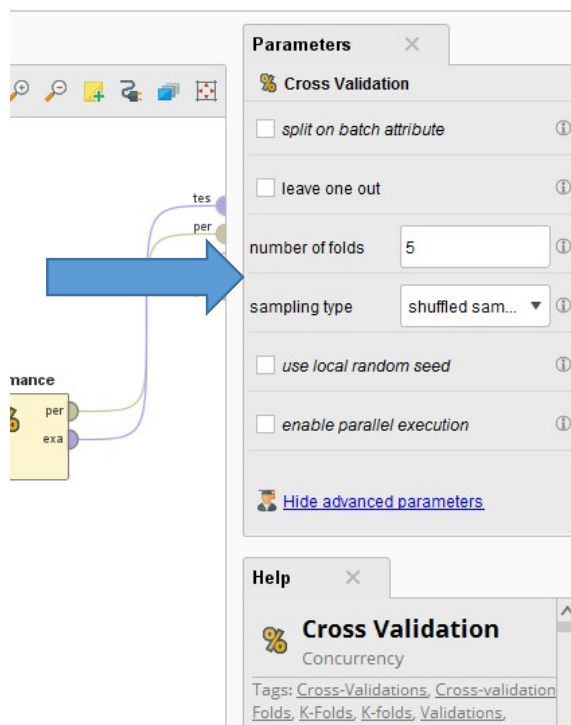 Parameters
Cross Validation
split on batch attribute
leave one out
tes
per
number of folds 5
sampling type shuffled sam...
use local random seed
mance
per
enable parallel execution
exa
Hide advanced parameters
Help
Cross Validation
Concurrency
Tags: Cross-Validations, Cross-validation
Folds, K-Folds, K-folds, Validations,